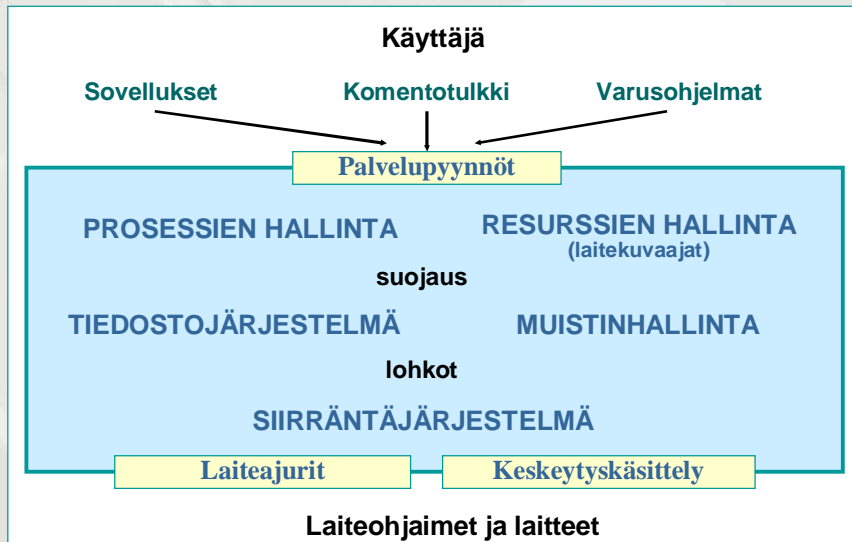 Käyttäjä
Sovellukset Komentotulkki Varusohjelmat
Palvelupyynnöt
PROSESSIEN HALLINTA RESURSSIEN HALLINTA
(laitekuvaajat)
suojaus
TIEDOSTOJÄRJESTELMÄ MUISTINHALLINTA
lohkot
SIIRRÄNTÄJÄRJESTELMÄ
Laiteajurit Keskeytyskäsittely
Laiteohjaimet ja laitteet